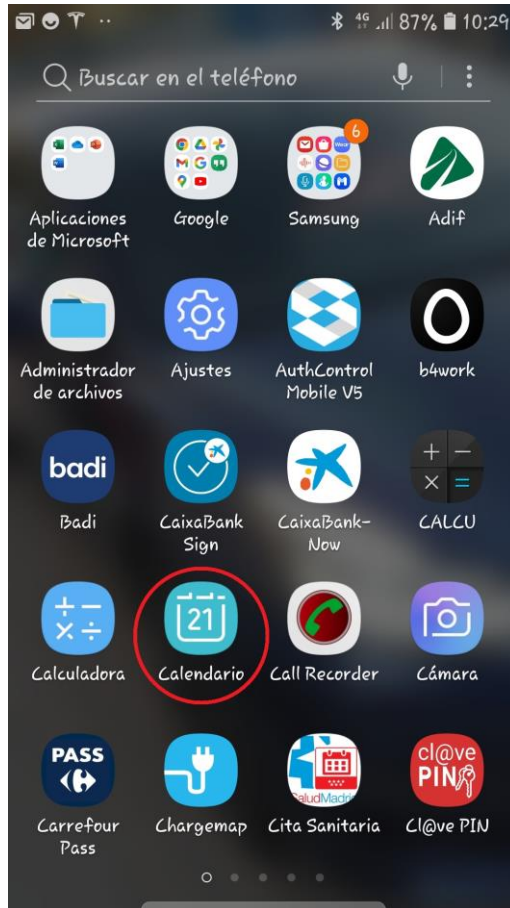 4G 87% 10:29
Buscar en el teléfono
6
Aplicaciones
de Microsoft
Google
Samsung
Adif
Administrador
de archivos
Ajustes
AuthControl
Mobile V5
b4work
badi
Badi
CaixaBank
Sign
CaixaBank-
Now
CALCU
Calculadora
21
Calendario
Call Recorder
Cámara
PASS
Carrefour
Pass
Chargemap
SaludMadrid
Cita Sanitaria
cl@ve
PIN
Cl@ve PIN